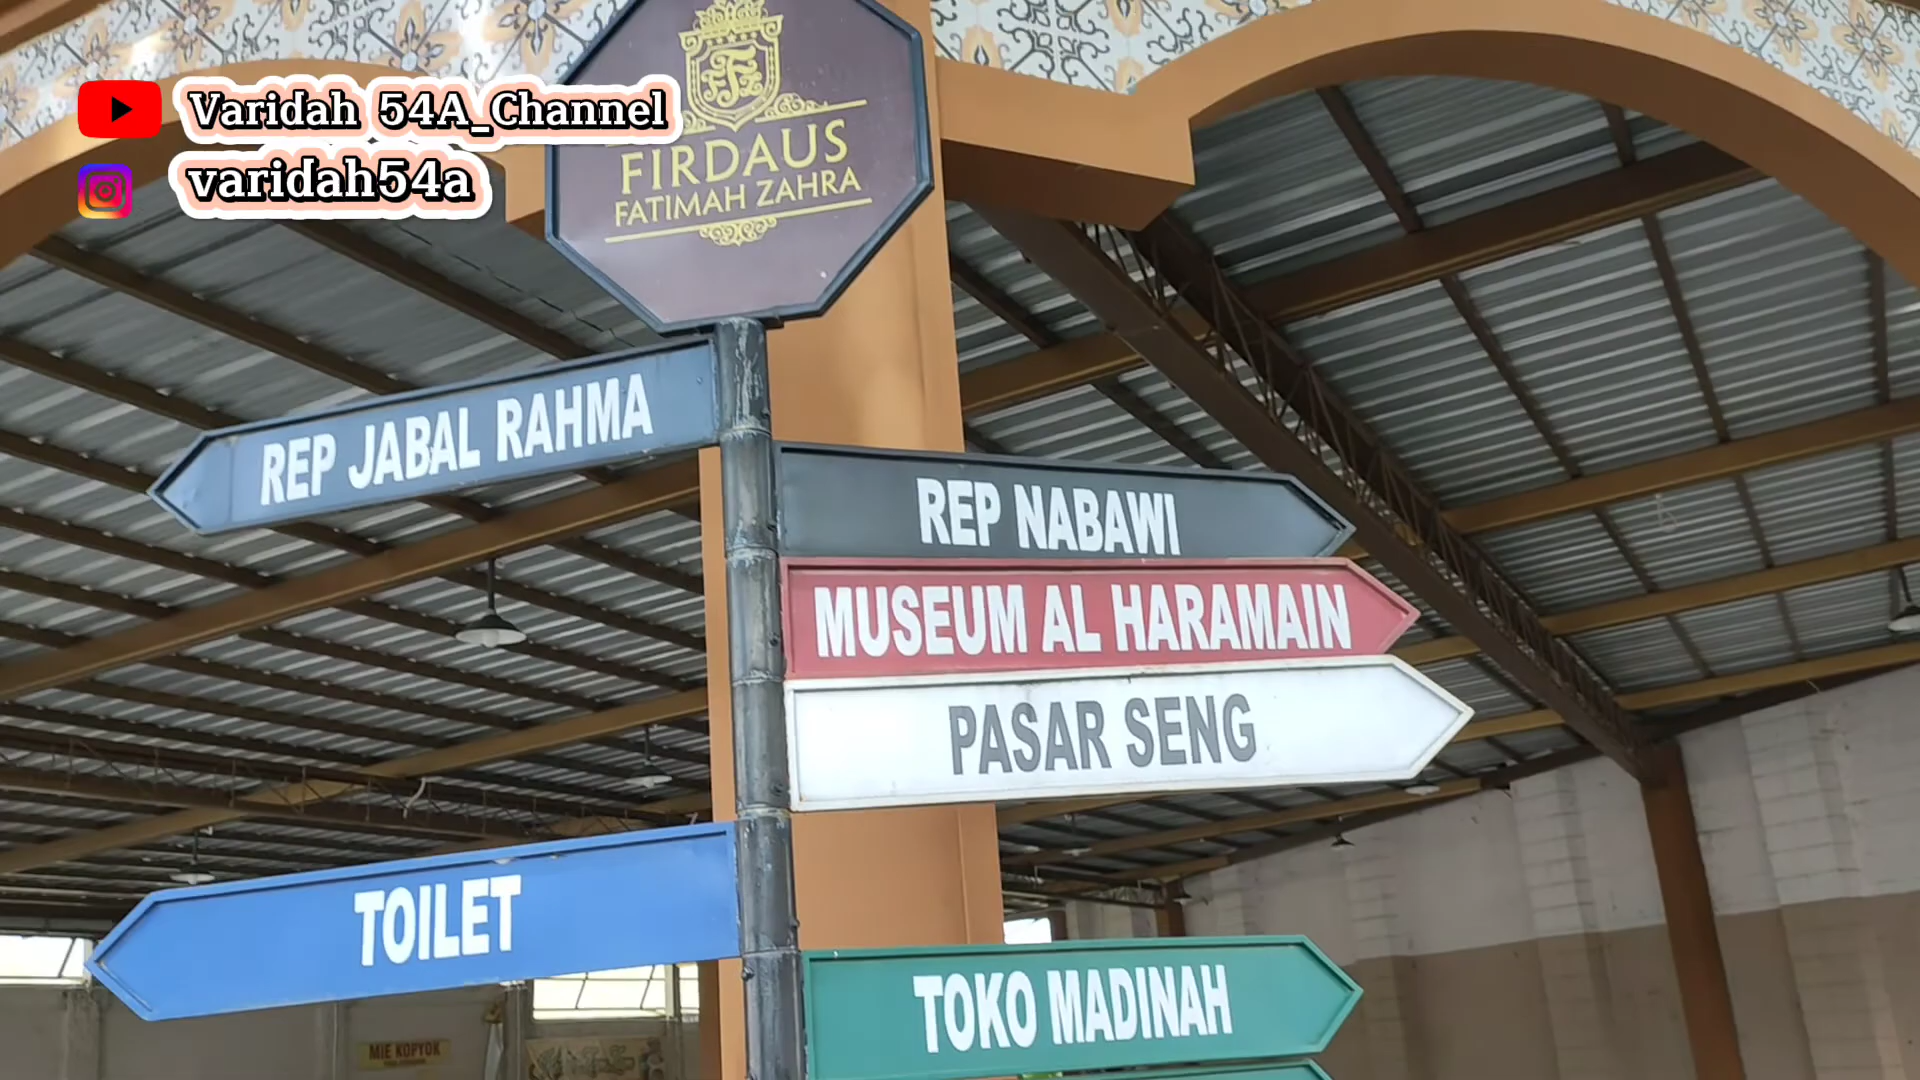 Varidah 54A_Channel
varidah54a
FIRDAUS
FATIMAH ZAHRA
REP JABAL RAHMA
REP NABAWI
MUSEUM AL HARAMAIN
PASAR SENG
TOILET
TOKO MADINAH
MIE KOPYOK